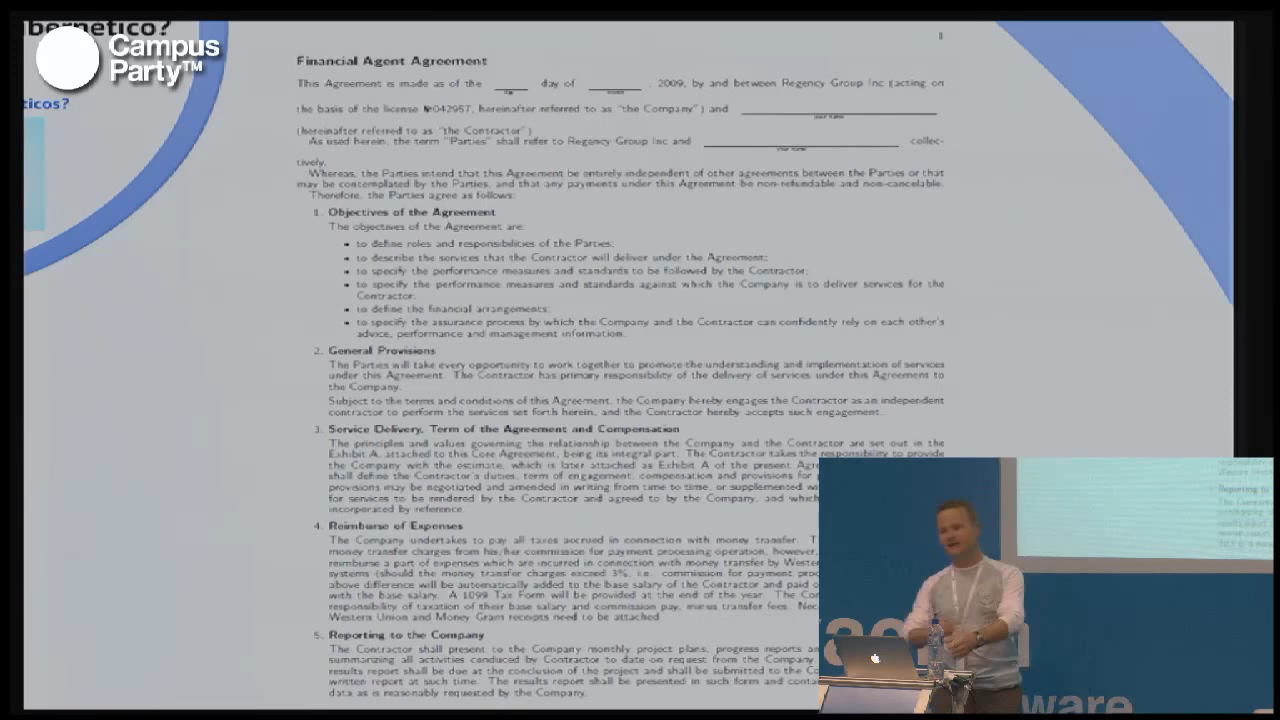 ibernetico?
Campus
Party™
ticos?
1
Financial Agent Agreement
This Agreement is made as of the day of , 2009, by and between Regency Group Inc (acting on
the basis of the license №042957, hereinafter referred to as "the Company") and
your name
(hereinafter referred to as "the Contractor")
As used herein, the term "Parties" shall refer to Regency Group Inc and collec-
your name
tively.
Whereas, the Parties intend that this Agreement be entirely independent of other agreements between the Parties or that
may be contemplated by the Parties, and that any payments under this Agreement be non-refundable and non-cancelable.
Therefore, the Parties agree as follows:
1. Objectives of the Agreement
The objectives of the Agreement are:
• to define roles and responsibilities of the Parties;
• to describe the services that the Contractor will deliver under the Agreement;
• to specify the performance measures and standards to be followed by the Contractor;
• to specify the performance measures and standards against which the Company is to deliver services for the
Contractor;
• to define the financial arrangements;
• to specify the assurance process by which the Company and the Contractor can confidently rely on each other's
advice, performance and management information.
2. General Provisions
The Parties will take every opportunity to work together to promote the understanding and implementation of services
under this Agreement. The Contractor has primary responsibility of the delivery of services under this Agreement to
the Company.
Subject to the terms and conditions of this Agreement, the Company hereby engages the Contractor as an independent
contractor to perform the services set forth herein, and the Contractor hereby accepts such engagement.
3. Service Delivery, Term of the Agreement and Compensation
The principles and values governing the relationship between the Company and the Contractor are set out in the
Exhibit A, attached to this Core Agreement, being its integral part. The Contractor takes the responsibility to provide
the Company with the estimate, which is later attached as Exhibit A of the present Agre
shall define the Contractor's duties, term of engagement, compensation and provisions for p
provisions may be negotiated and amended in writing from time to time, or supplemented wi
for services to be rendered by the Contractor and agreed to by the Company, and which
incorporated by reference.
4. Reimburse of Expenses
The Company undertakes to pay all taxes accrued in connection with money transfer. T
money transfer charges from his/her commission for payment processing operation, however,
reimburse a part of expenses which are incurred in connection with money transfer by Wester
systems (should the money transfer charges exceed 3%, i.e. commission for payment proc
above difference will be automatically added to the base salary of the Contractor and paid o
with the base salary. A 1099 Tax Form will be provided at the end of the year. The Con
responsibility of taxation of their base salary and commission pay, minus transfer fees. Nec
Western Union and Money Gram receipts need to be attached.
5. Reporting to the Company
The Contractor shall present to the Company monthly project plans, progress reports an
summarizing all activities conduced by Contractor to date on request from the Company
results report shall be due at the conclusion of the project and shall be submitted to the Co
written report at such time. The results report shall be presented in such form and conta
data as is reasonably requested by the Company.
Reporting to
ware